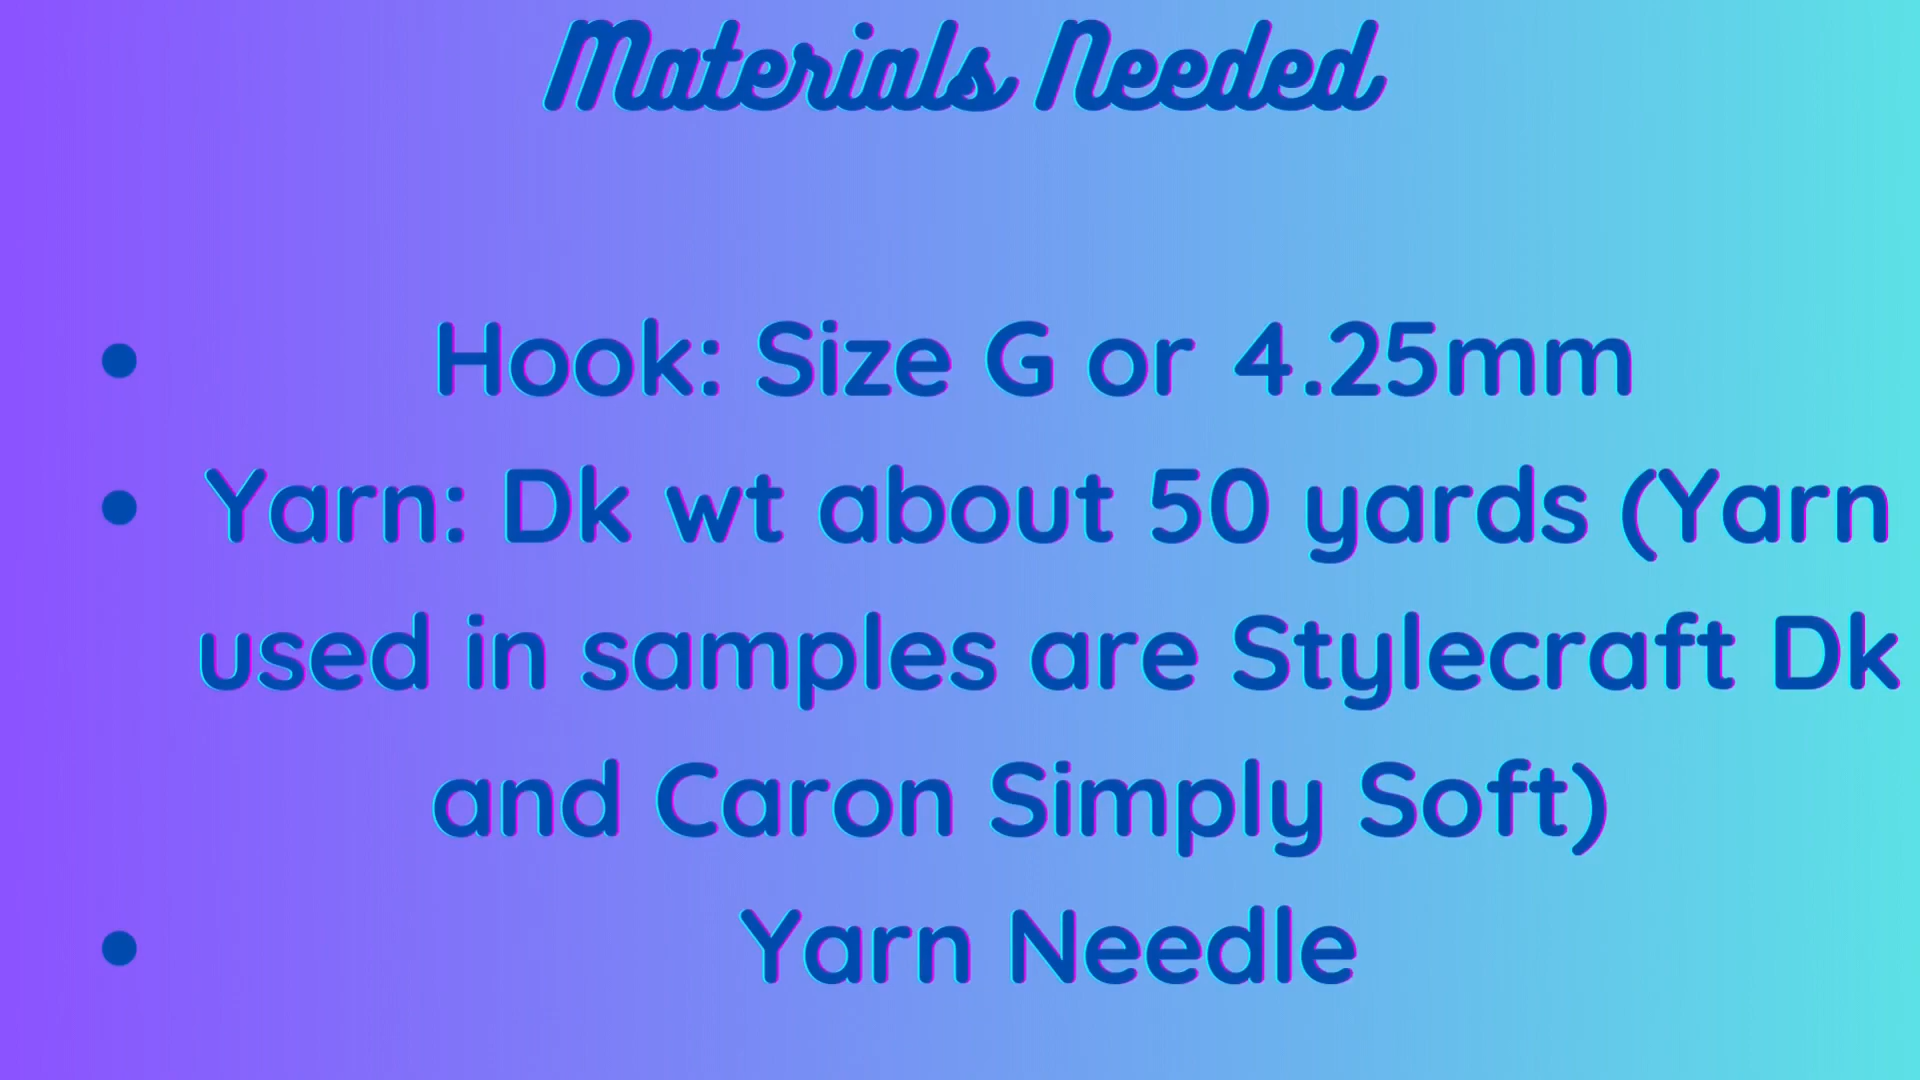 Materials Needed
• Hook: Size G or 4.25mm
• Yarn: Dk wt about 50 yards (Yarn
used in samples are Stylecraft Dk
and Caron Simply Soft)
• Yarn Needle